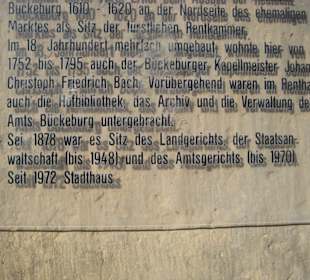 Bückeburg 1610 - 1620 an der Nordseite des ehemaligen
Marktes als Sitz der fürstlichen Rentkammer.
Im 18. Jahrhundert mehrfach umgebaut, wohnte hier von
1752 bis 1795 auch der Bückeburger Kapellmeister Johan
Christoph Friedrich Bach. Vorübergehend waren im Rentha
auch die Hofbibliothek, das Archiv und die Verwaltung de
Amts Bückeburg untergebracht.
Sei 1878 war es Sitz des Landgerichts, der Staatsan-
waltschaft (bis 1948) und des Amtsgerichts (bis 1970)
Seit 1972 Stadthaus